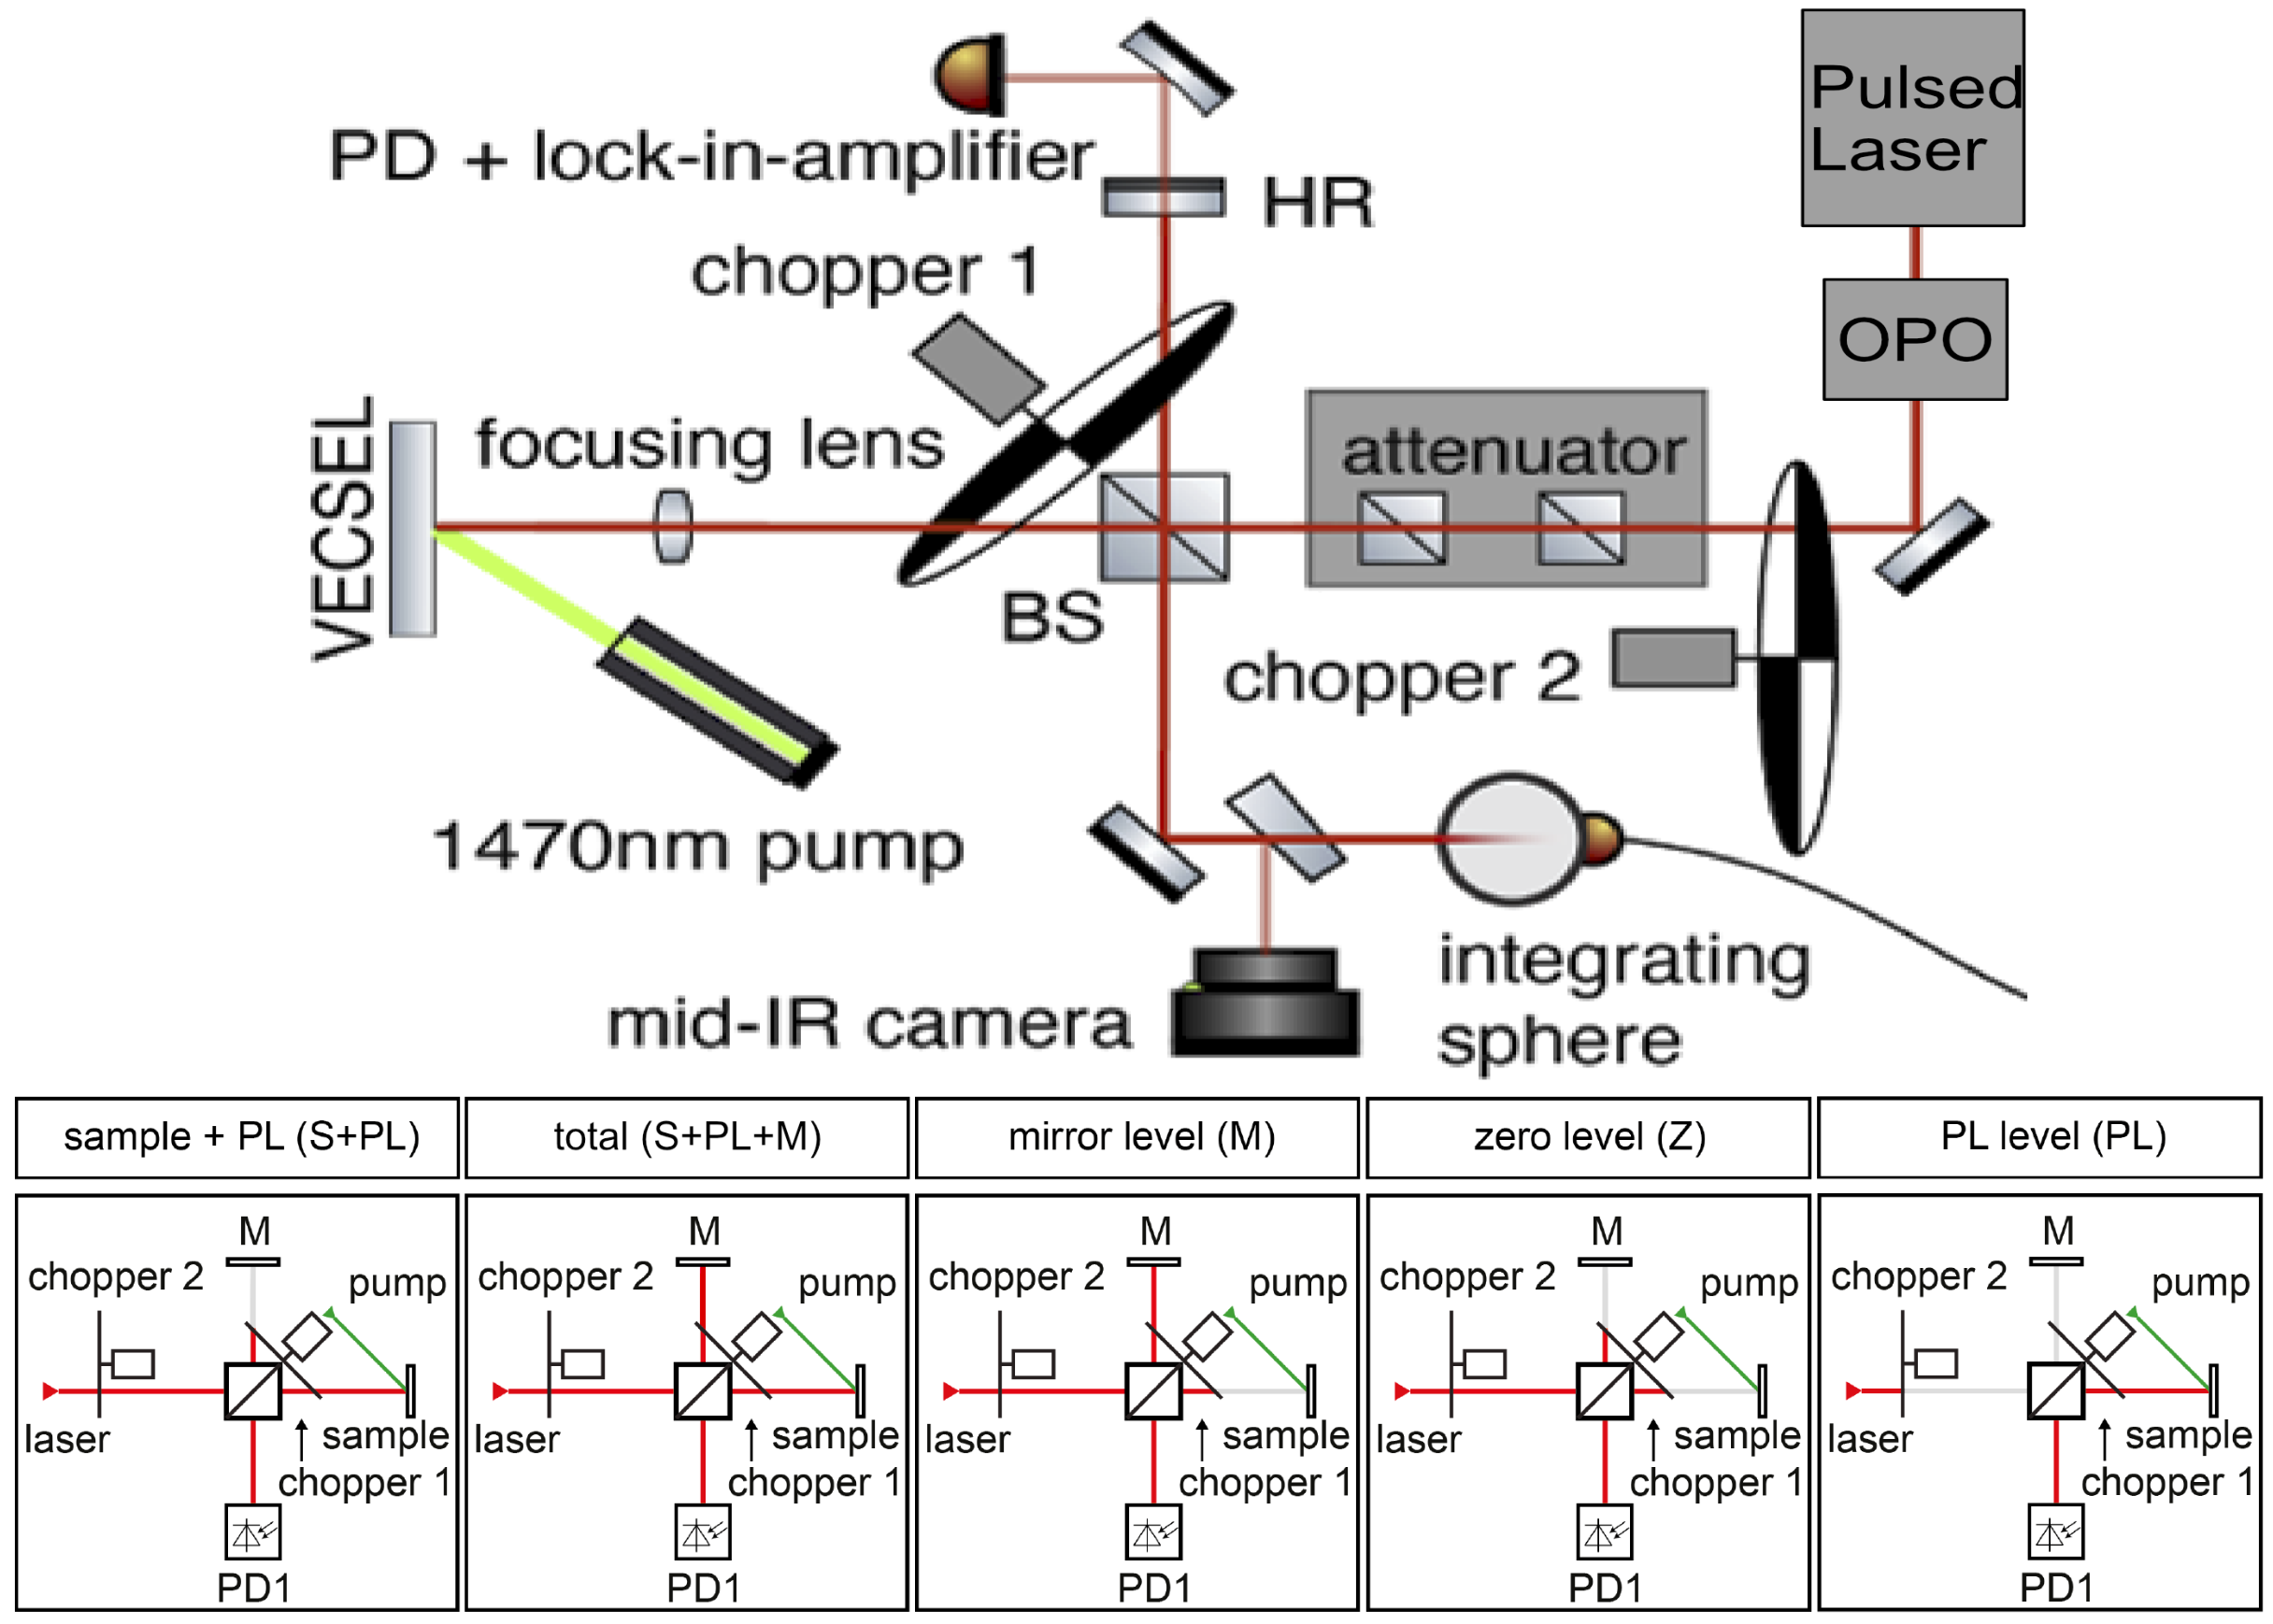 Pulsed
Laser
PD + lock-in-amplifier
HR
chopper 1
OPO
VECSEL
focusing lens
attenuator
BS
chopper 2
1470nm pump
integrating
sphere
mid-IR camera
sample + PL (S+PL)
total (S+PL+M)
mirror level (M)
zero level (Z)
PL level (PL)
M
chopper 2
pump
laser
sample
chopper 1
PD1
M
chopper 2
pump
laser
sample
chopper 1
PD1
M
chopper 2
pump
laser
sample
chopper 1
PD1
M
chopper 2
pump
laser
sample
chopper 1
PD1
M
chopper 2
pump
laser
sample
chopper 1
PD1